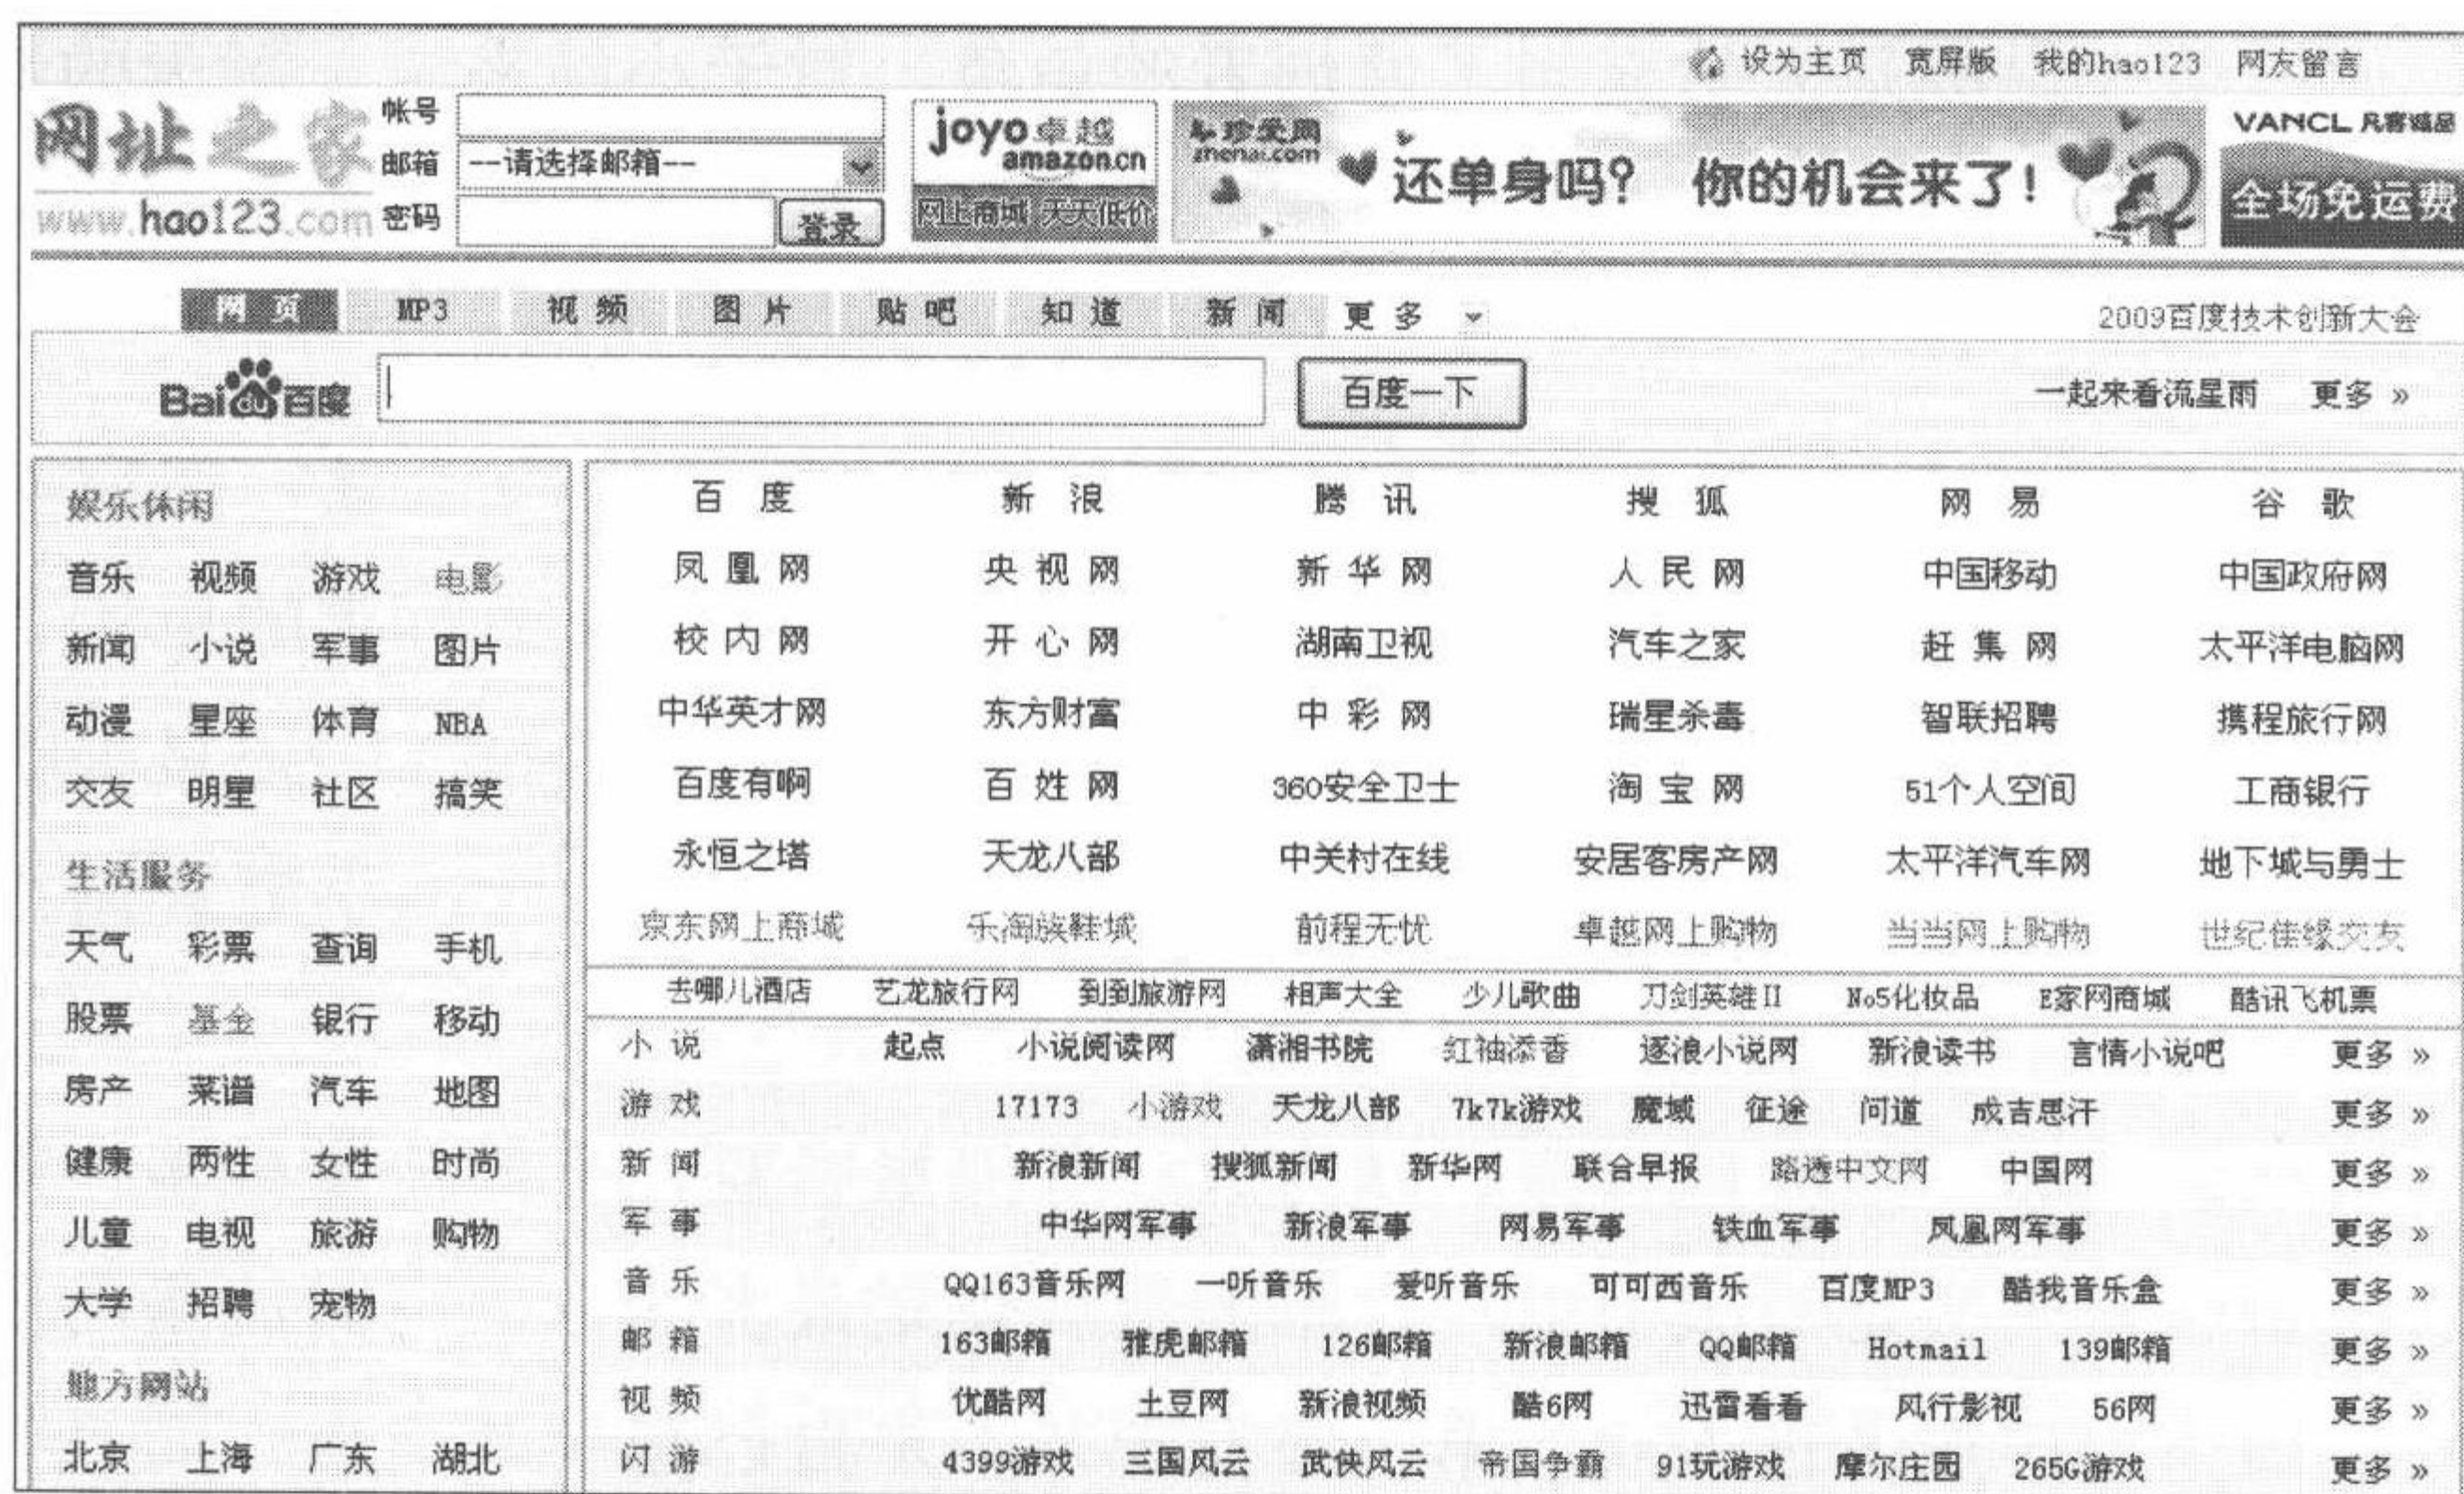 设为主页 宽屏版 我的hao123 网友留言
网址之家
www.hao123.com
帐号
邮箱 --请选择邮箱--
密码 登录
joyo卓越
amazon.cn
网上商城 天天低价
珍爱网
zhenai.com
还单身吗? 你的机会来了!
VANCL 凡客诚品
全场免运费
网页 MP3 视频 图片 贴吧 知道 新闻 更多
2009百度技术创新大会
Baidu百度 百度一下 一起来看流星雨 更多 »
娱乐休闲
音乐 视频 游戏 电影
新闻 小说 军事 图片
动漫 星座 体育 NBA
交友 明星 社区 搞笑
生活服务
天气 彩票 查询 手机
股票 基金 银行 移动
房产 菜谱 汽车 地图
健康 两性 女性 时尚
儿童 电视 旅游 购物
大学 招聘 宠物
地方网站
北京 上海 广东 湖北
百度 新浪 腾讯 搜狐 网易 谷歌
凤凰网 央视网 新华网 人民网 中国移动 中国政府网
校内网 开心网 湖南卫视 汽车之家 赶集网 太平洋电脑网
中华英才网 东方财富 中彩网 瑞星杀毒 智联招聘 携程旅行网
百度有啊 百姓网 360安全卫士 淘宝网 51个人空间 工商银行
永恒之塔 天龙八部 中关村在线 安居客房产网 太平洋汽车网 地下城与勇士
京东网上商城 乐淘族鞋城 前程无忧 卓越网上购物 当当网上购物 世纪佳缘交友
去哪儿酒店 艺龙旅行网 到到旅游网 相声大全 少儿歌曲 刀剑英雄II No5化妆品 E家网商城 酷讯飞机票
小说 起点 小说阅读网 潇湘书院 红袖添香 逐浪小说网 新浪读书 言情小说吧 更多 »
游戏 17173 小游戏 天龙八部 7k7k游戏 魔域 征途 问道 成吉思汗 更多 »
新闻 新浪新闻 搜狐新闻 新华网 联合早报 路透中文网 中国网 更多 »
军事 中华网军事 新浪军事 网易军事 铁血军事 凤凰网军事 更多 »
音乐 QQ163音乐网 一听音乐 爱听音乐 可可西音乐 百度MP3 酷我音乐盒 更多 »
邮箱 163邮箱 雅虎邮箱 126邮箱 新浪邮箱 QQ邮箱 Hotmail 139邮箱 更多 »
视频 优酷网 土豆网 新浪视频 酷6网 迅雷看看 风行影视 56网 更多 »
闪游 4399游戏 三国风云 武侠风云 帝国争霸 91玩游戏 摩尔庄园 265G游戏 更多 »